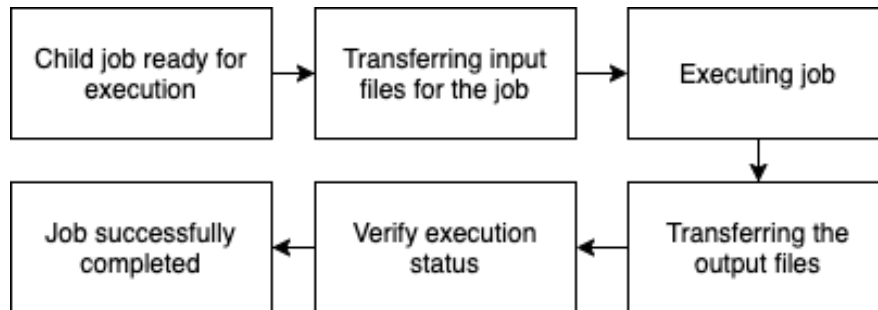 Child job ready for
execution
Transferring input
files for the job
Executing job
Transferring the
output files
Verify execution
status
Job successfully
completed